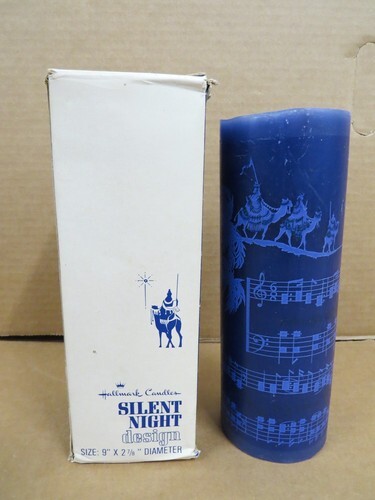 Hallmark Candles
SILENT
NIGHT
design
SIZE: 9" X 2 7/8" DIAMETER